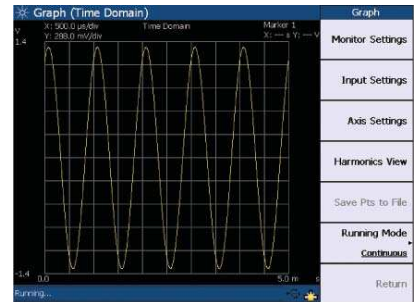 Graph (Time Domain)
Graph
X: 500.0 µs/div
Time Domain
Marker 1
V
Y: 288.0 mV/div
X: --- s Y: --- V
1.4
-1.4
0.0
5.0 m
s
Running...
Monitor Settings
Input Settings
Axis Settings
Harmonics View
Save Pts to File
Running Mode
Continuous
Return